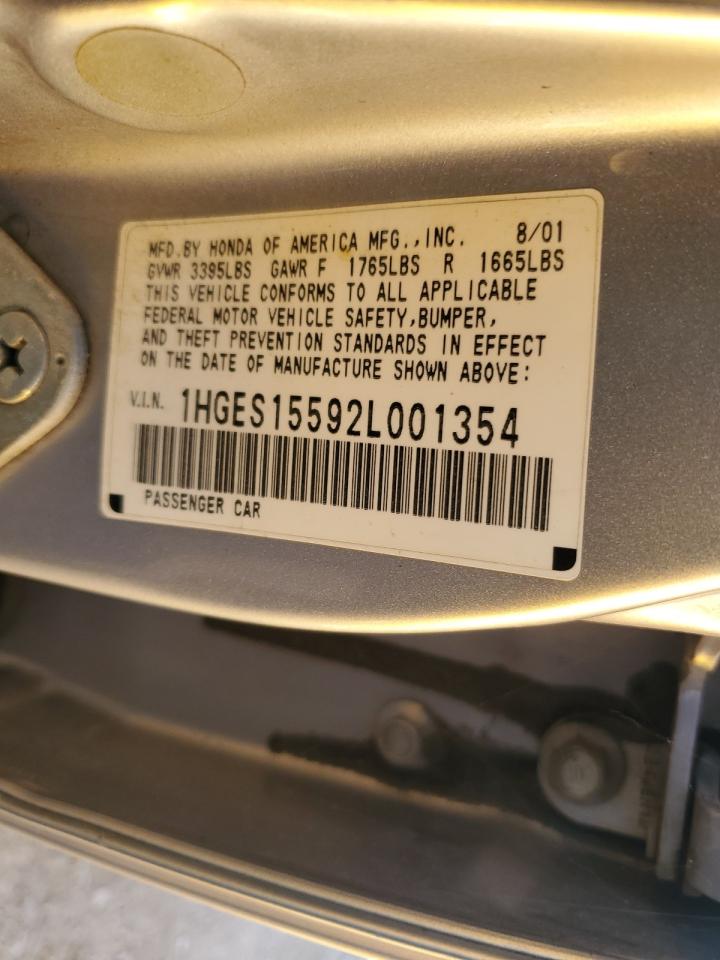 MFD.BY HONDA OF AMERICA MFG.,INC. 8/01
GVWR 3395LBS GAWR F 1765LBS R 1665LBS
THIS VEHICLE CONFORMS TO ALL APPLICABLE
FEDERAL MOTOR VEHICLE SAFETY,BUMPER,
AND THEFT PREVENTION STANDARDS IN EFFECT
ON THE DATE OF MANUFACTURE SHOWN ABOVE:
V.I.N. 1HGES15592L001354
PASSENGER CAR